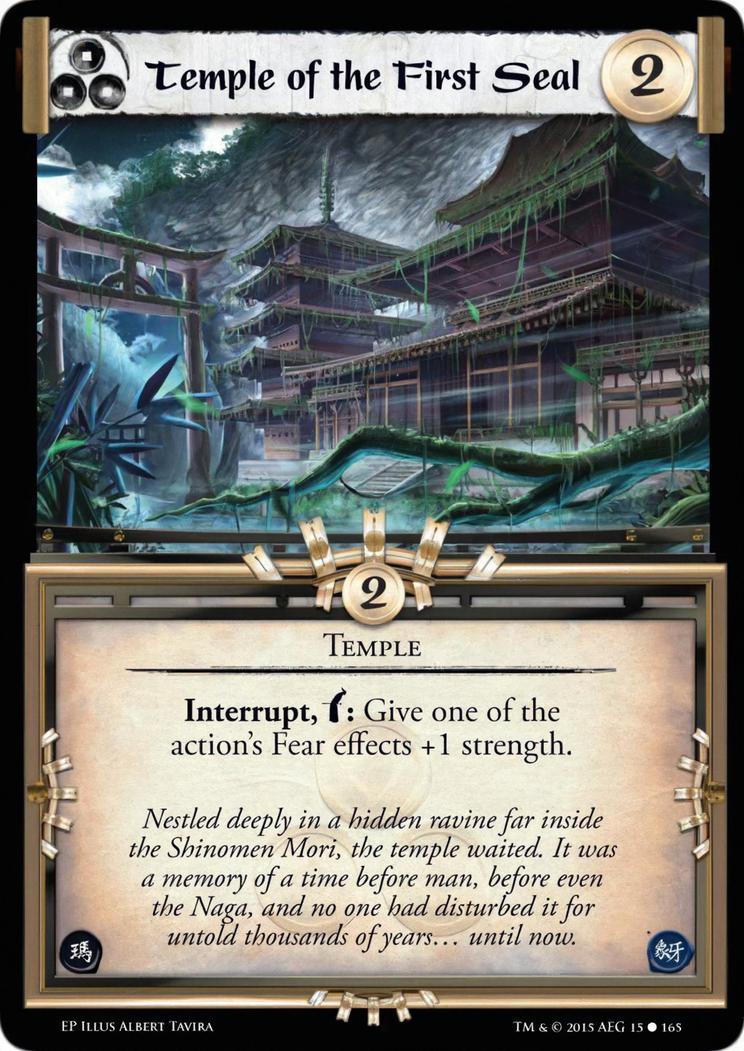 Temple of the First Seal
2
2
Temple
Interrupt, : Give one of the
action's Fear effects +1 strength.
Nestled deeply in a hidden ravine far inside
the Shinomen Mori, the temple waited. It was
a memory of a time before man, before even
the Naga, and no one had disturbed it for
untold thousands of years… until now.
瑪
象牙
EP Illus Albert Tavira
TM & © 2015 AEG 15 ● 165